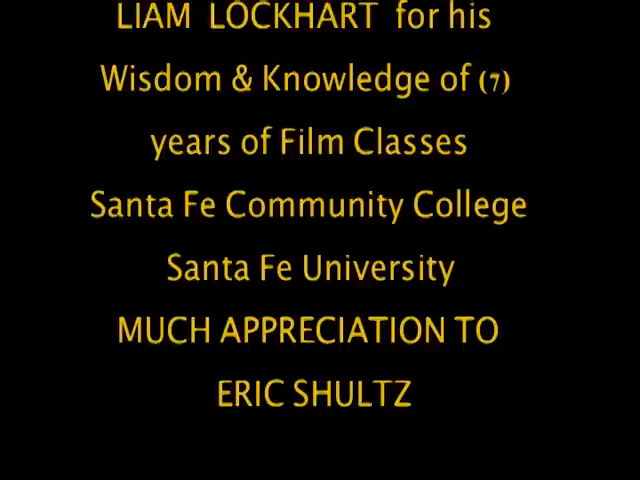 LIAM LOCKHART for his
Wisdom & Knowledge of (7)
years of Film Classes
Santa Fe Community College
Santa Fe University
MUCH APPRECIATION TO
ERIC SHULTZ